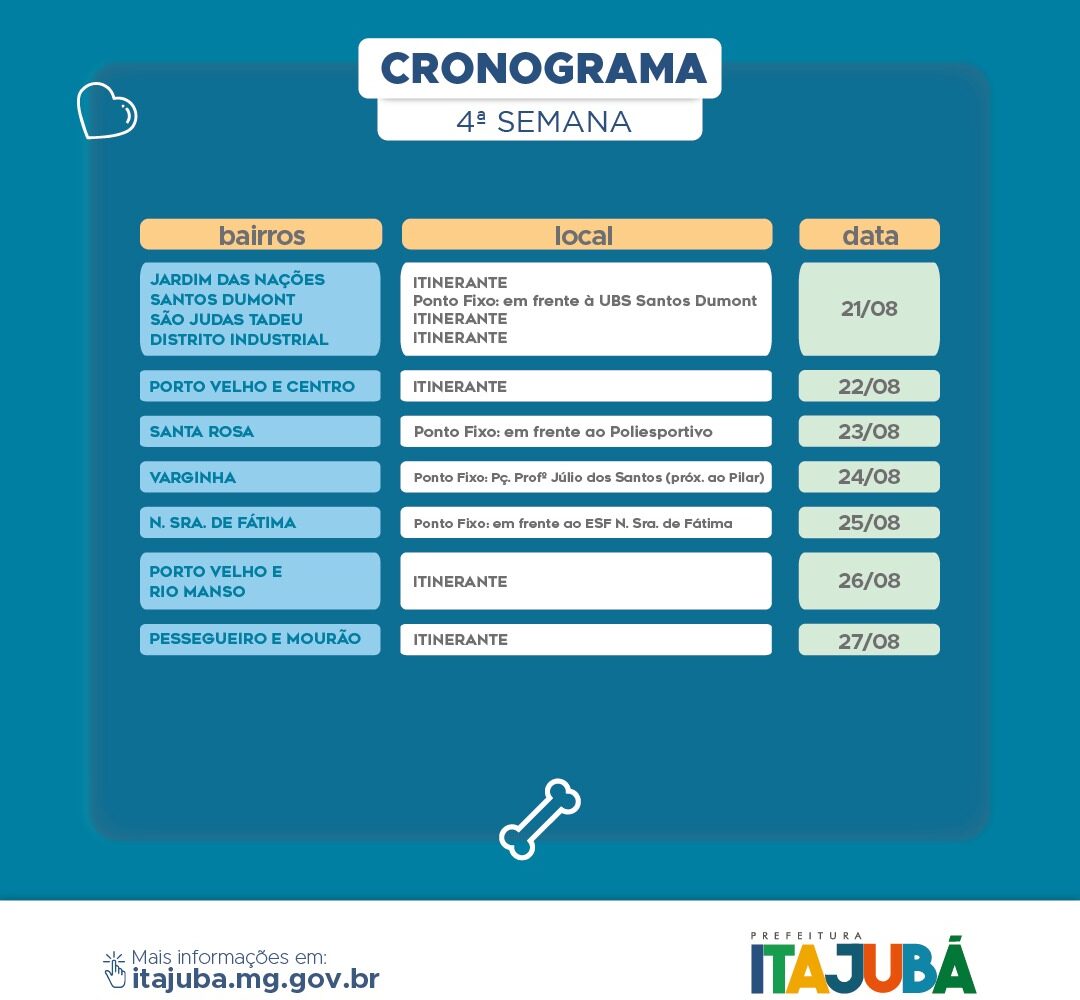 CRONOGRAMA
4ª SEMANA
bairros local data
JARDIM DAS NAÇÕES
SANTOS DUMONT
SÃO JUDAS TADEU
DISTRITO INDUSTRIAL
ITINERANTE
Ponto Fixo: em frente à UBS Santos Dumont
ITINERANTE
ITINERANTE
21/08
PORTO VELHO E CENTRO ITINERANTE 22/08
SANTA ROSA Ponto Fixo: em frente ao Poliesportivo 23/08
VARGINHA Ponto Fixo: Pç. Profº Júlio dos Santos (próx. ao Pilar) 24/08
N. SRA. DE FÁTIMA Ponto Fixo: em frente ao ESF N. Sra. de Fátima 25/08
PORTO VELHO E
RIO MANSO
ITINERANTE 26/08
PESSEGUEIRO E MOURÃO ITINERANTE 27/08
Mais informações em:
itajuba.mg.gov.br
PREFEITURA
ITAJUBÁ